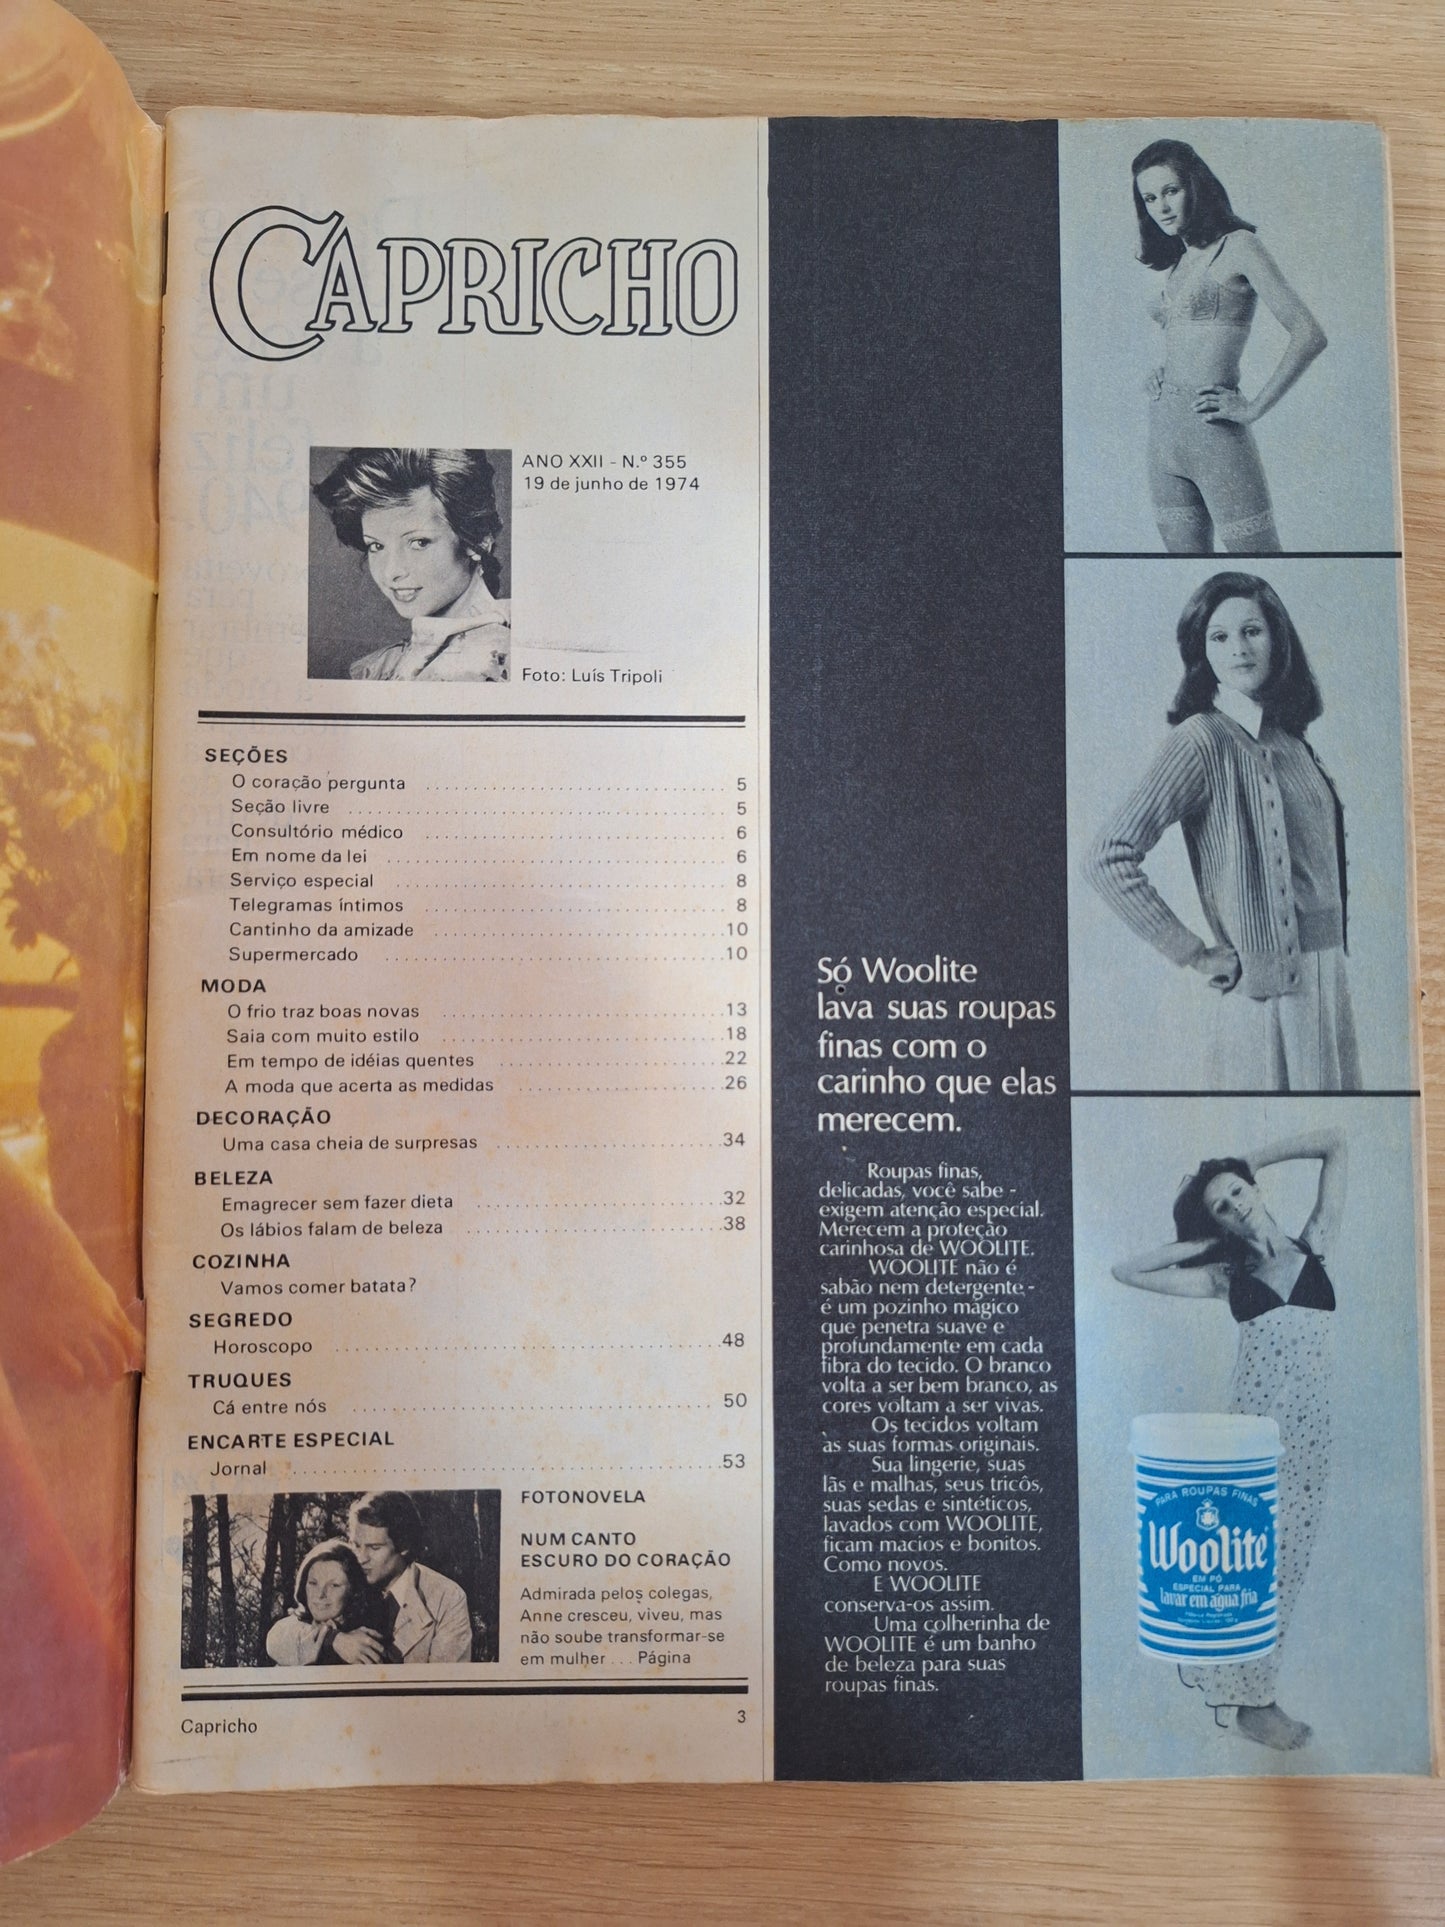 CAPRICHO
ANO XXII - N.º 355
19 de junho de 1974
Foto: Luís Tripoli
SEÇÕES
O coração pergunta 5
Seção livre 5
Consultório médico 6
Em nome da lei 6
Serviço especial 8
Telegramas íntimos 8
Cantinho da amizade 10
Supermercado 10
MODA
O frio traz boas novas 13
Saia com muito estilo 18
Em tempo de idéias quentes 22
A moda que acerta as medidas 26
DECORAÇÃO
Uma casa cheia de surpresas 34
BELEZA
Emagrecer sem fazer dieta 32
Os lábios falam de beleza 38
COZINHA
Vamos comer batata?
SEGREDO
Horoscopo 48
TRUQUES
Cá entre nós 50
ENCARTE ESPECIAL
Jornal 53
FOTONOVELA
NUM CANTO
ESCURO DO CORAÇÃO
Admirada pelos colegas,
Anne cresceu, viveu, mas
não soube transformar-se
em mulher . . . Página
Capricho 3
Só Woolite
lava suas roupas
finas com o
carinho que elas
merecem.
Roupas finas,
delicadas, você sabe -
exigem atenção especial.
Merecem a proteção
carinhosa de WOOLITE.
WOOLITE não é
sabão nem detergente -
é um pozinho mágico
que penetra suave e
profundamente em cada
fibra do tecido. O branco
volta a ser bem branco, as
cores voltam a ser vivas.
Os tecidos voltam
às suas formas originais.
Sua lingerie, suas
lãs e malhas, seus tricôs,
suas sedas e sintéticos,
lavados com WOOLITE,
ficam macios e bonitos.
Como novos.
E WOOLITE
conserva-os assim.
Uma colherinha de
WOOLITE é um banho
de beleza para suas
roupas finas.
PARA ROUPAS FINAS
Woolite
EM PÓ
ESPECIAL PARA
lavar em água fria